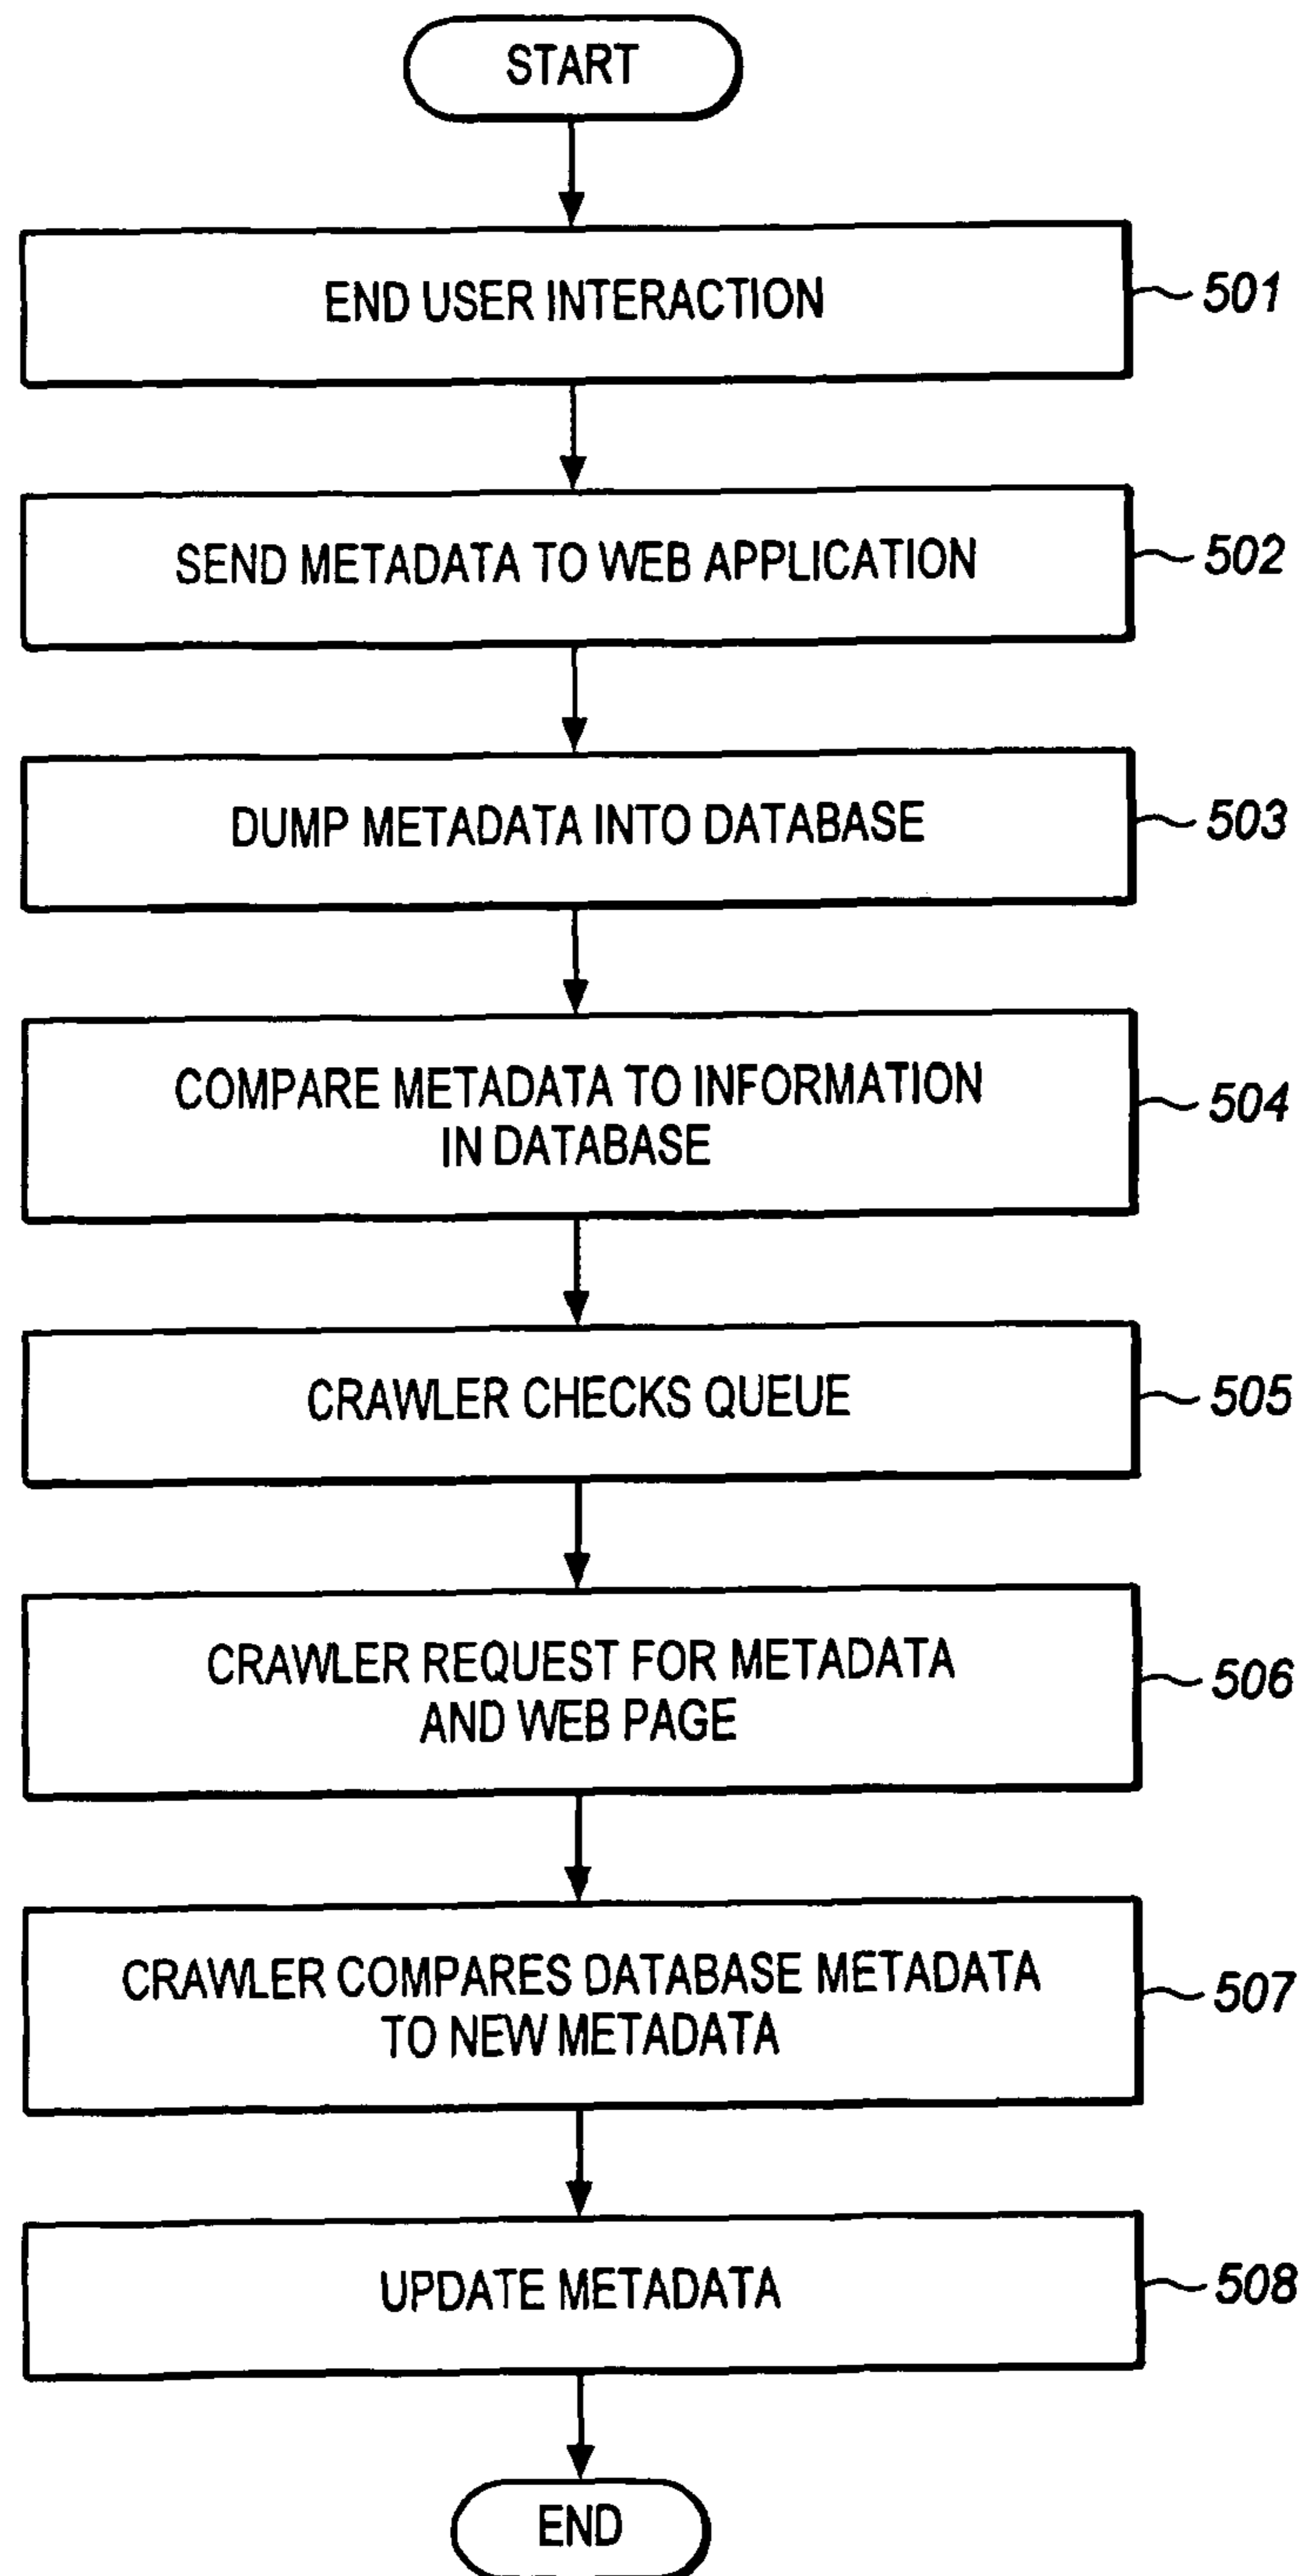 START
END USER INTERACTION
501
SEND METADATA TO WEB APPLICATION
502
DUMP METADATA INTO DATABASE
503
COMPARE METADATA TO INFORMATION
IN DATABASE
504
CRAWLER CHECKS QUEUE
505
CRAWLER REQUEST FOR METADATA
AND WEB PAGE
506
CRAWLER COMPARES DATABASE METADATA
TO NEW METADATA
507
UPDATE METADATA
508
END